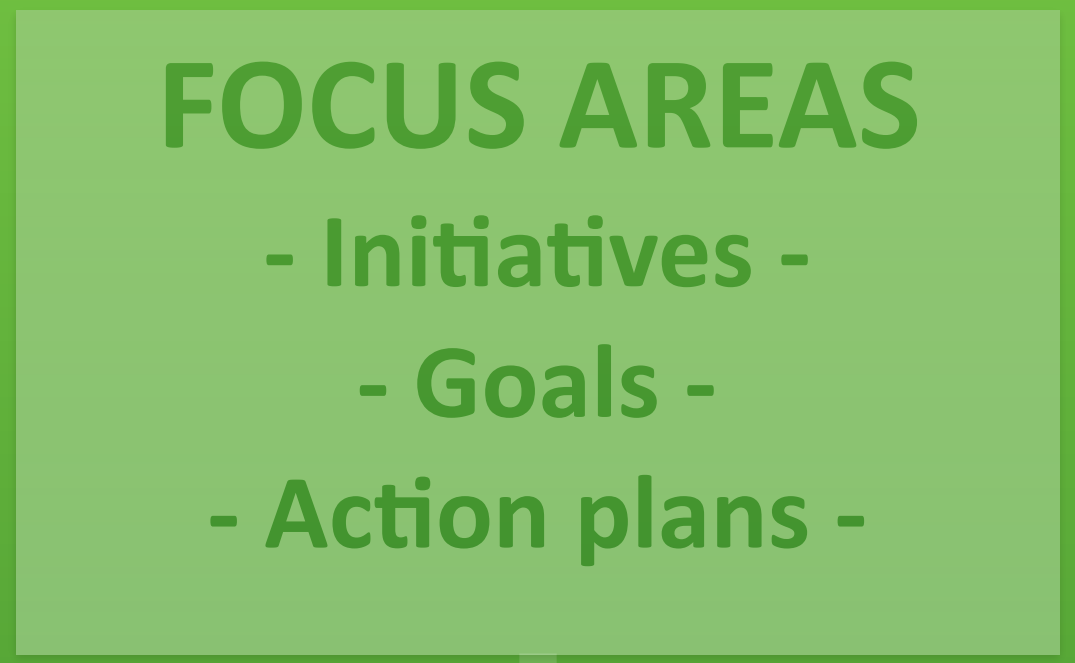 FOCUS AREAS
- Initiatives -
- Goals -
- Action plans -